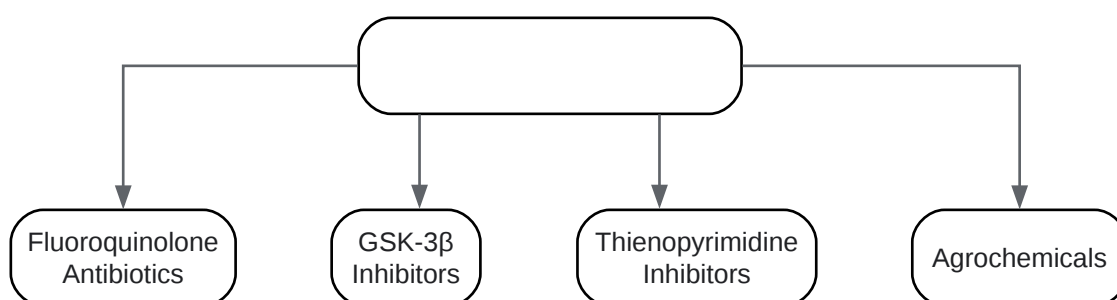 Fluoroquinolone
Antibiotics
GSK-3β
Inhibitors
Thienopyrimidine
Inhibitors
Agrochemicals